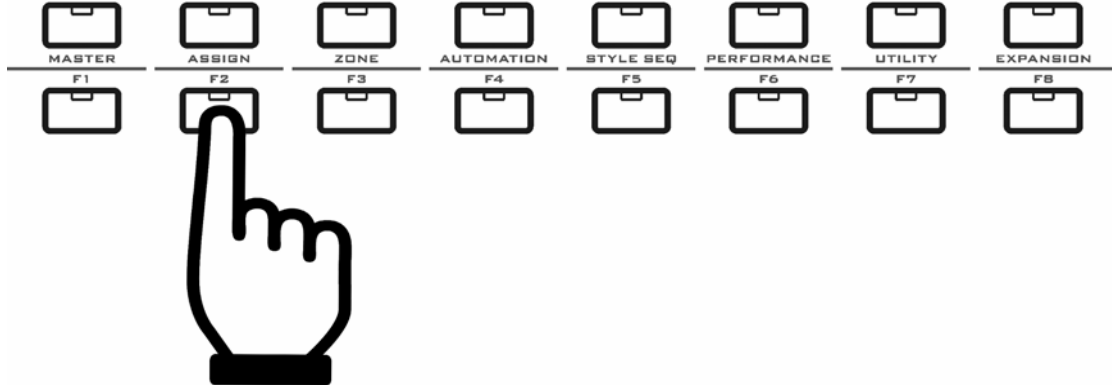 MASTER ASSIGN ZONE AUTOMATION STYLE SEQ PERFORMANCE UTILITY EXPANSION
F1 F2 F3 F4 F5 F6 F7 F8